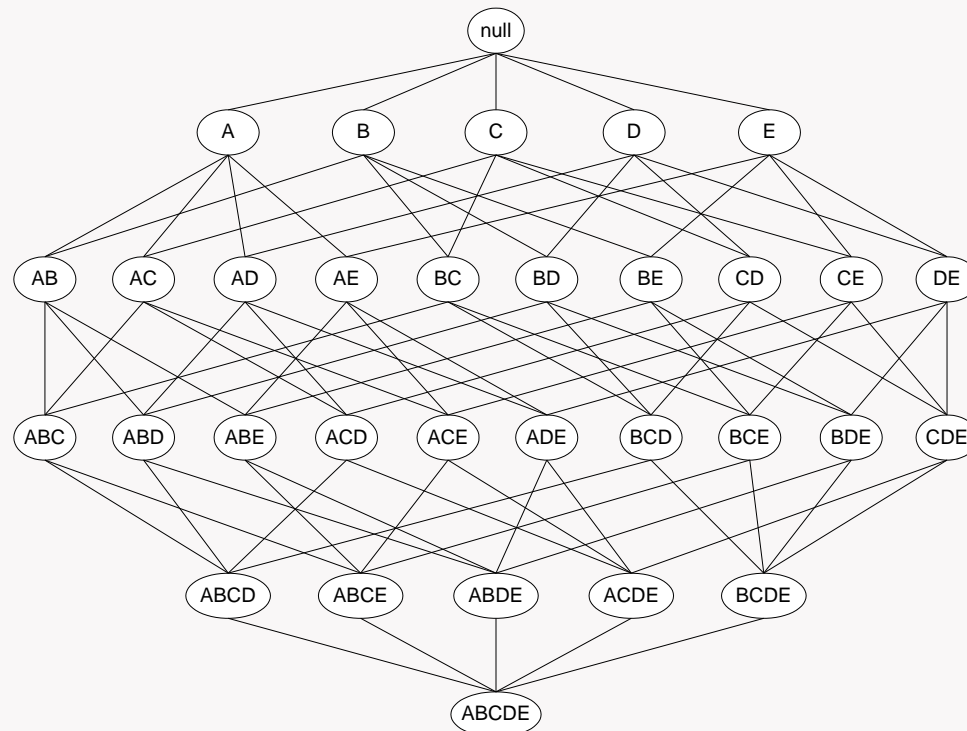 null
A B C D E
AB AC AD AE BC BD BE CD CE DE
ABC ABD ABE ACD ACE ADE BCD BCE BDE CDE
ABCD ABCE ABDE ACDE BCDE
ABCDE